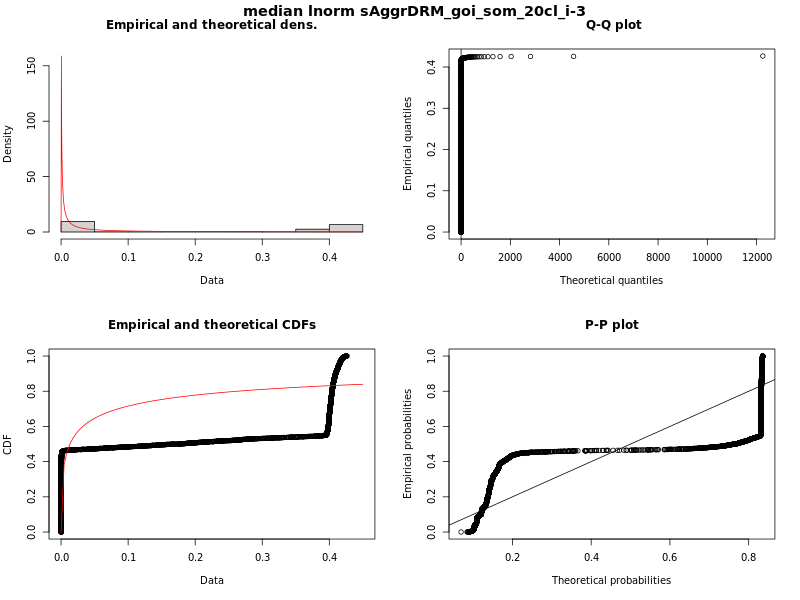 median lnorm sAggrDRM_goi_som_20cl_i-3
Empirical and theoretical dens.
Density
0 50 100 150
0.0 0.1 0.2 0.3 0.4
Data
Q-Q plot
Empirical quantiles
0.0 0.1 0.2 0.3 0.4
0 2000 4000 6000 8000 10000 12000
Theoretical quantiles
Empirical and theoretical CDFs
CDF
0.0 0.2 0.4 0.6 0.8 1.0
0.0 0.1 0.2 0.3 0.4
Data
P-P plot
Empirical probabilities
0.0 0.2 0.4 0.6 0.8 1.0
0.2 0.4 0.6 0.8
Theoretical probabilities